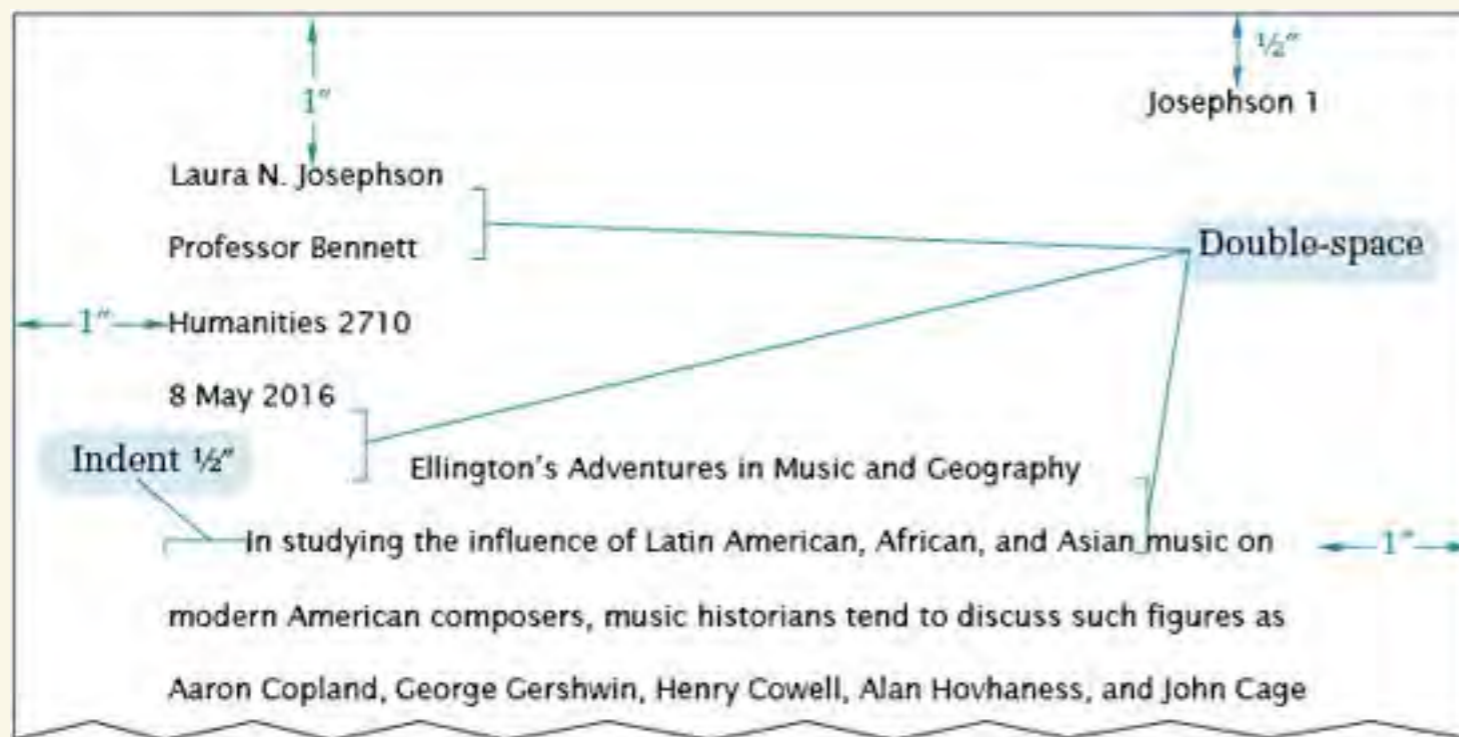 ½″
1″
Josephson 1
Laura N. Josephson
Professor Bennett
Double-space
1″
Humanities 2710
8 May 2016
Indent ½″
Ellington’s Adventures in Music and Geography
In studying the influence of Latin American, African, and Asian music on
1″
modern American composers, music historians tend to discuss such figures as
Aaron Copland, George Gershwin, Henry Cowell, Alan Hovhaness, and John Cage